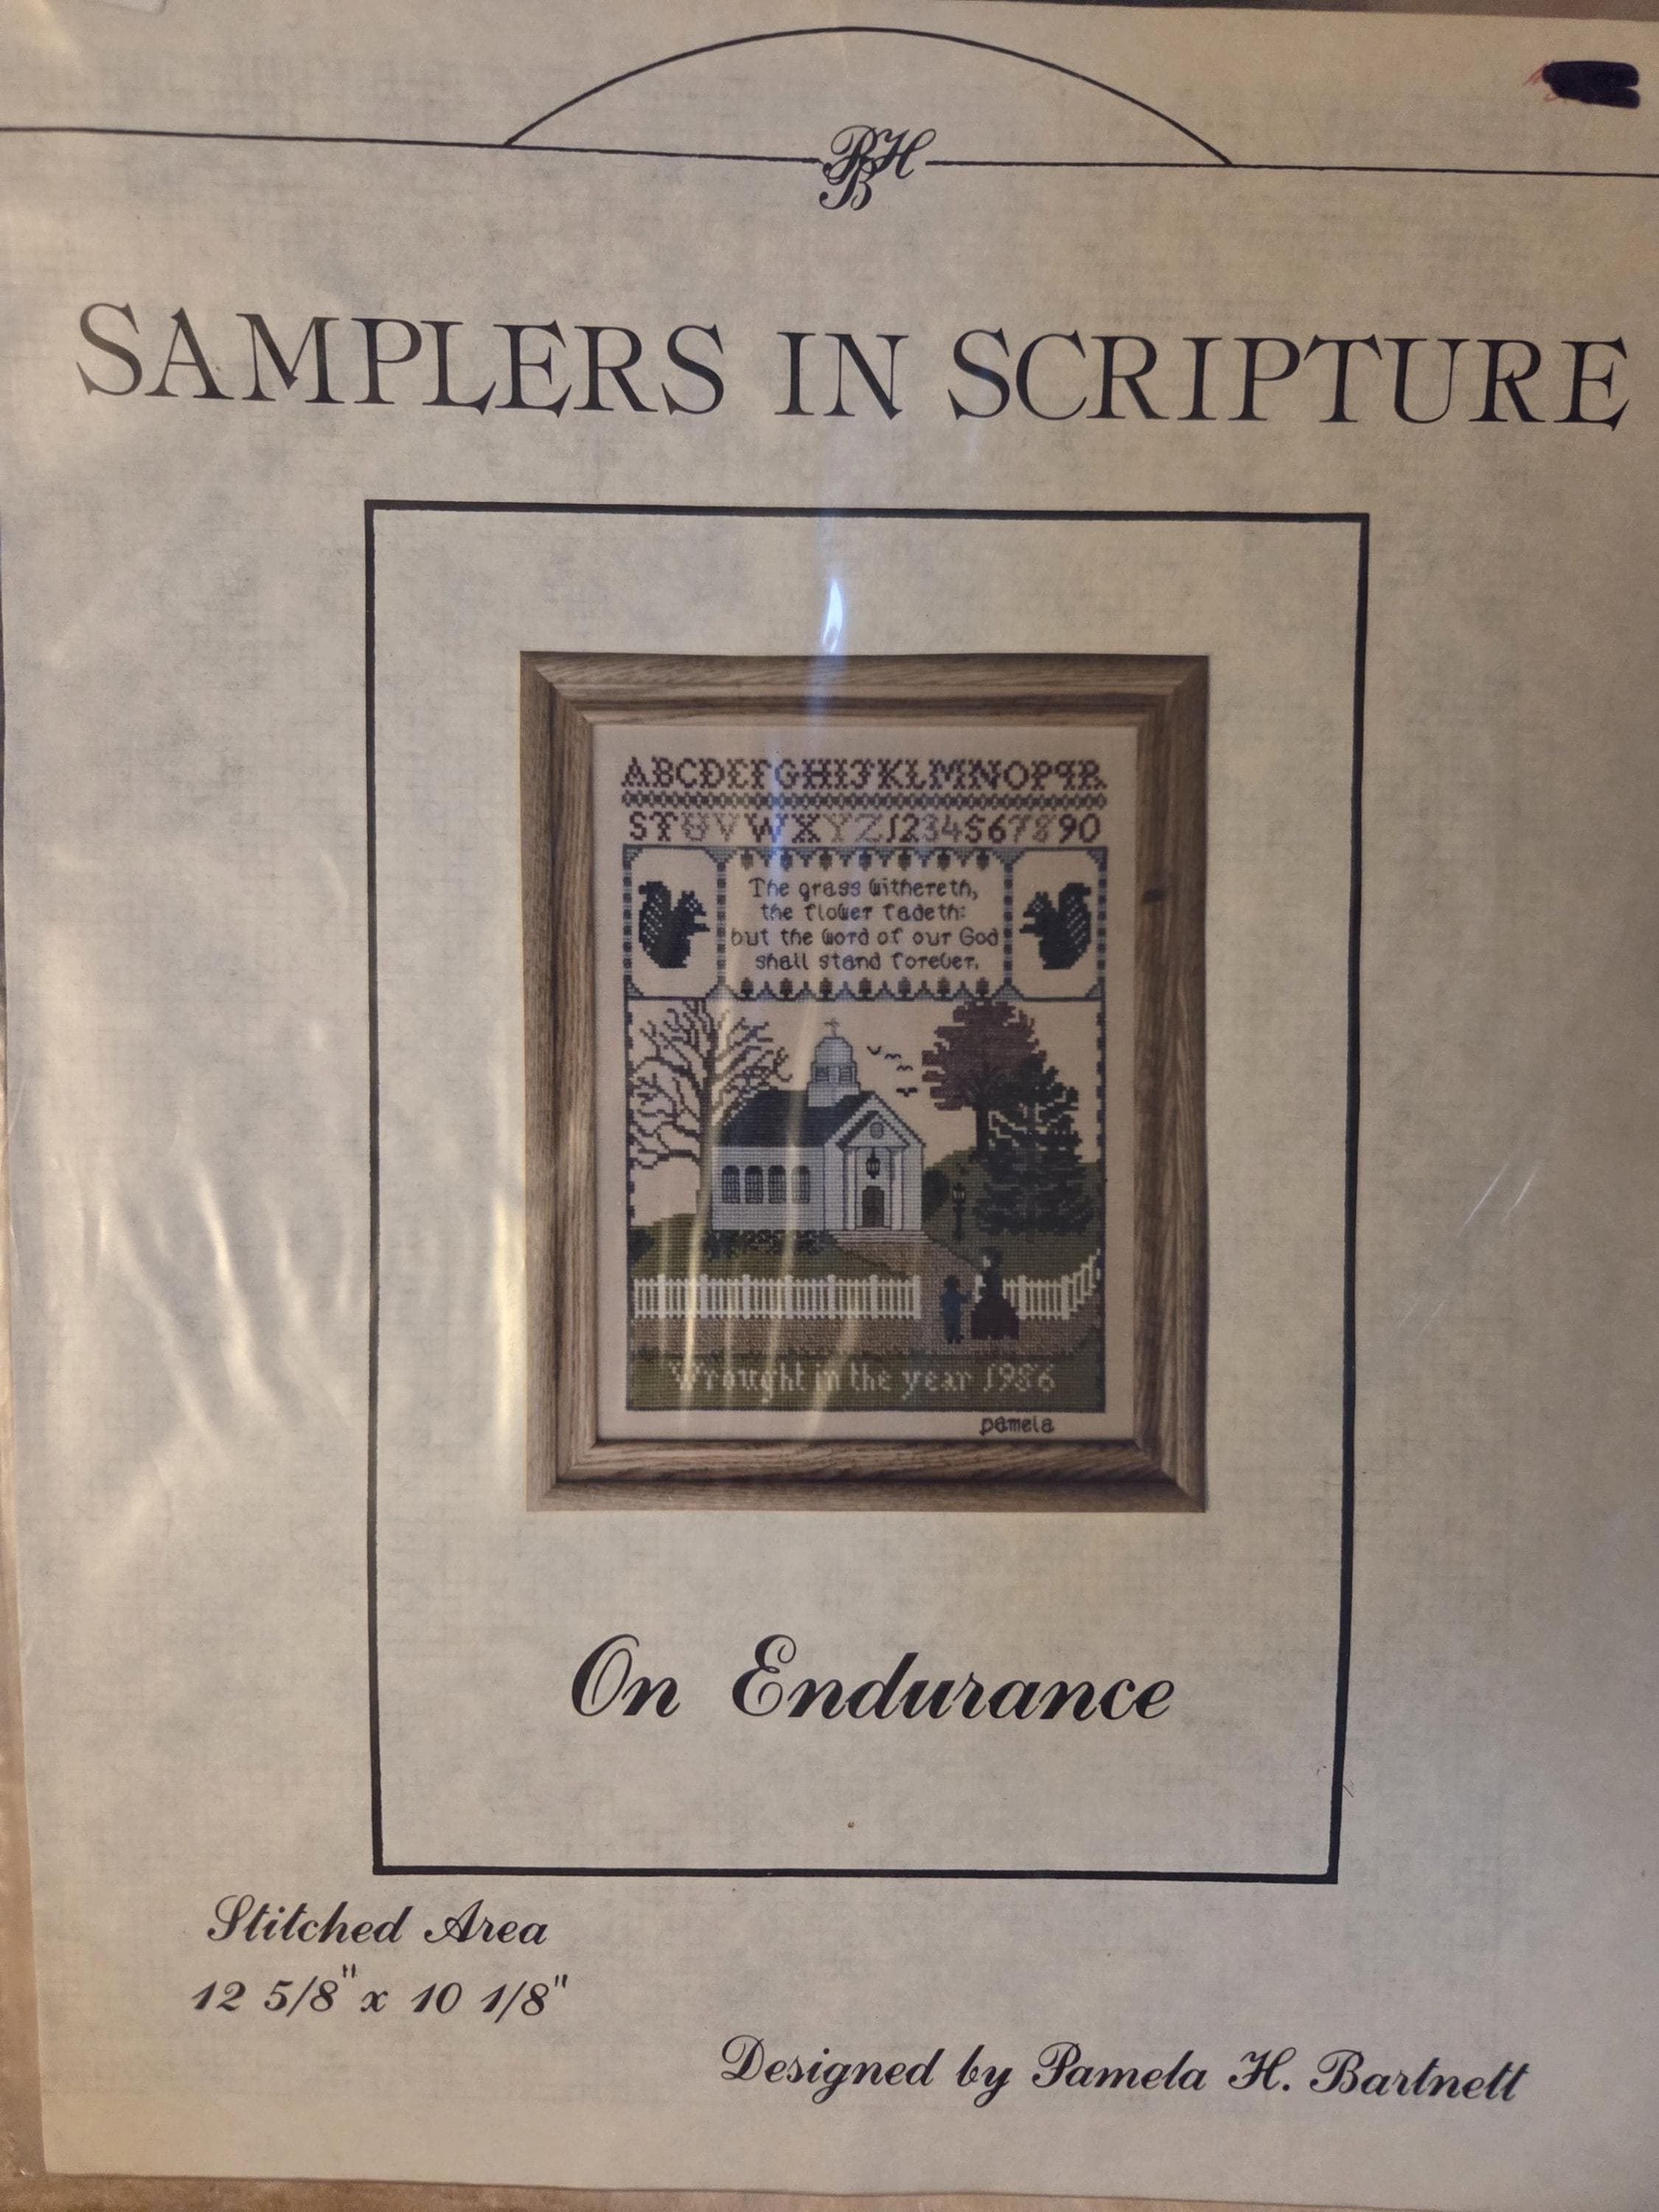 PHB
SAMPLERS IN SCRIPTURE
ABCDEFGHIJKLMNOPQR
STUVWXYZ1234567890
The grass withereth,
the flower fadeth:
but the word of our God
shall stand forever.
Wrought in the year 1986
pamela
On Endurance
Stitched Area
12 5/8" x 10 1/8"
Designed by Pamela H. Bartnett